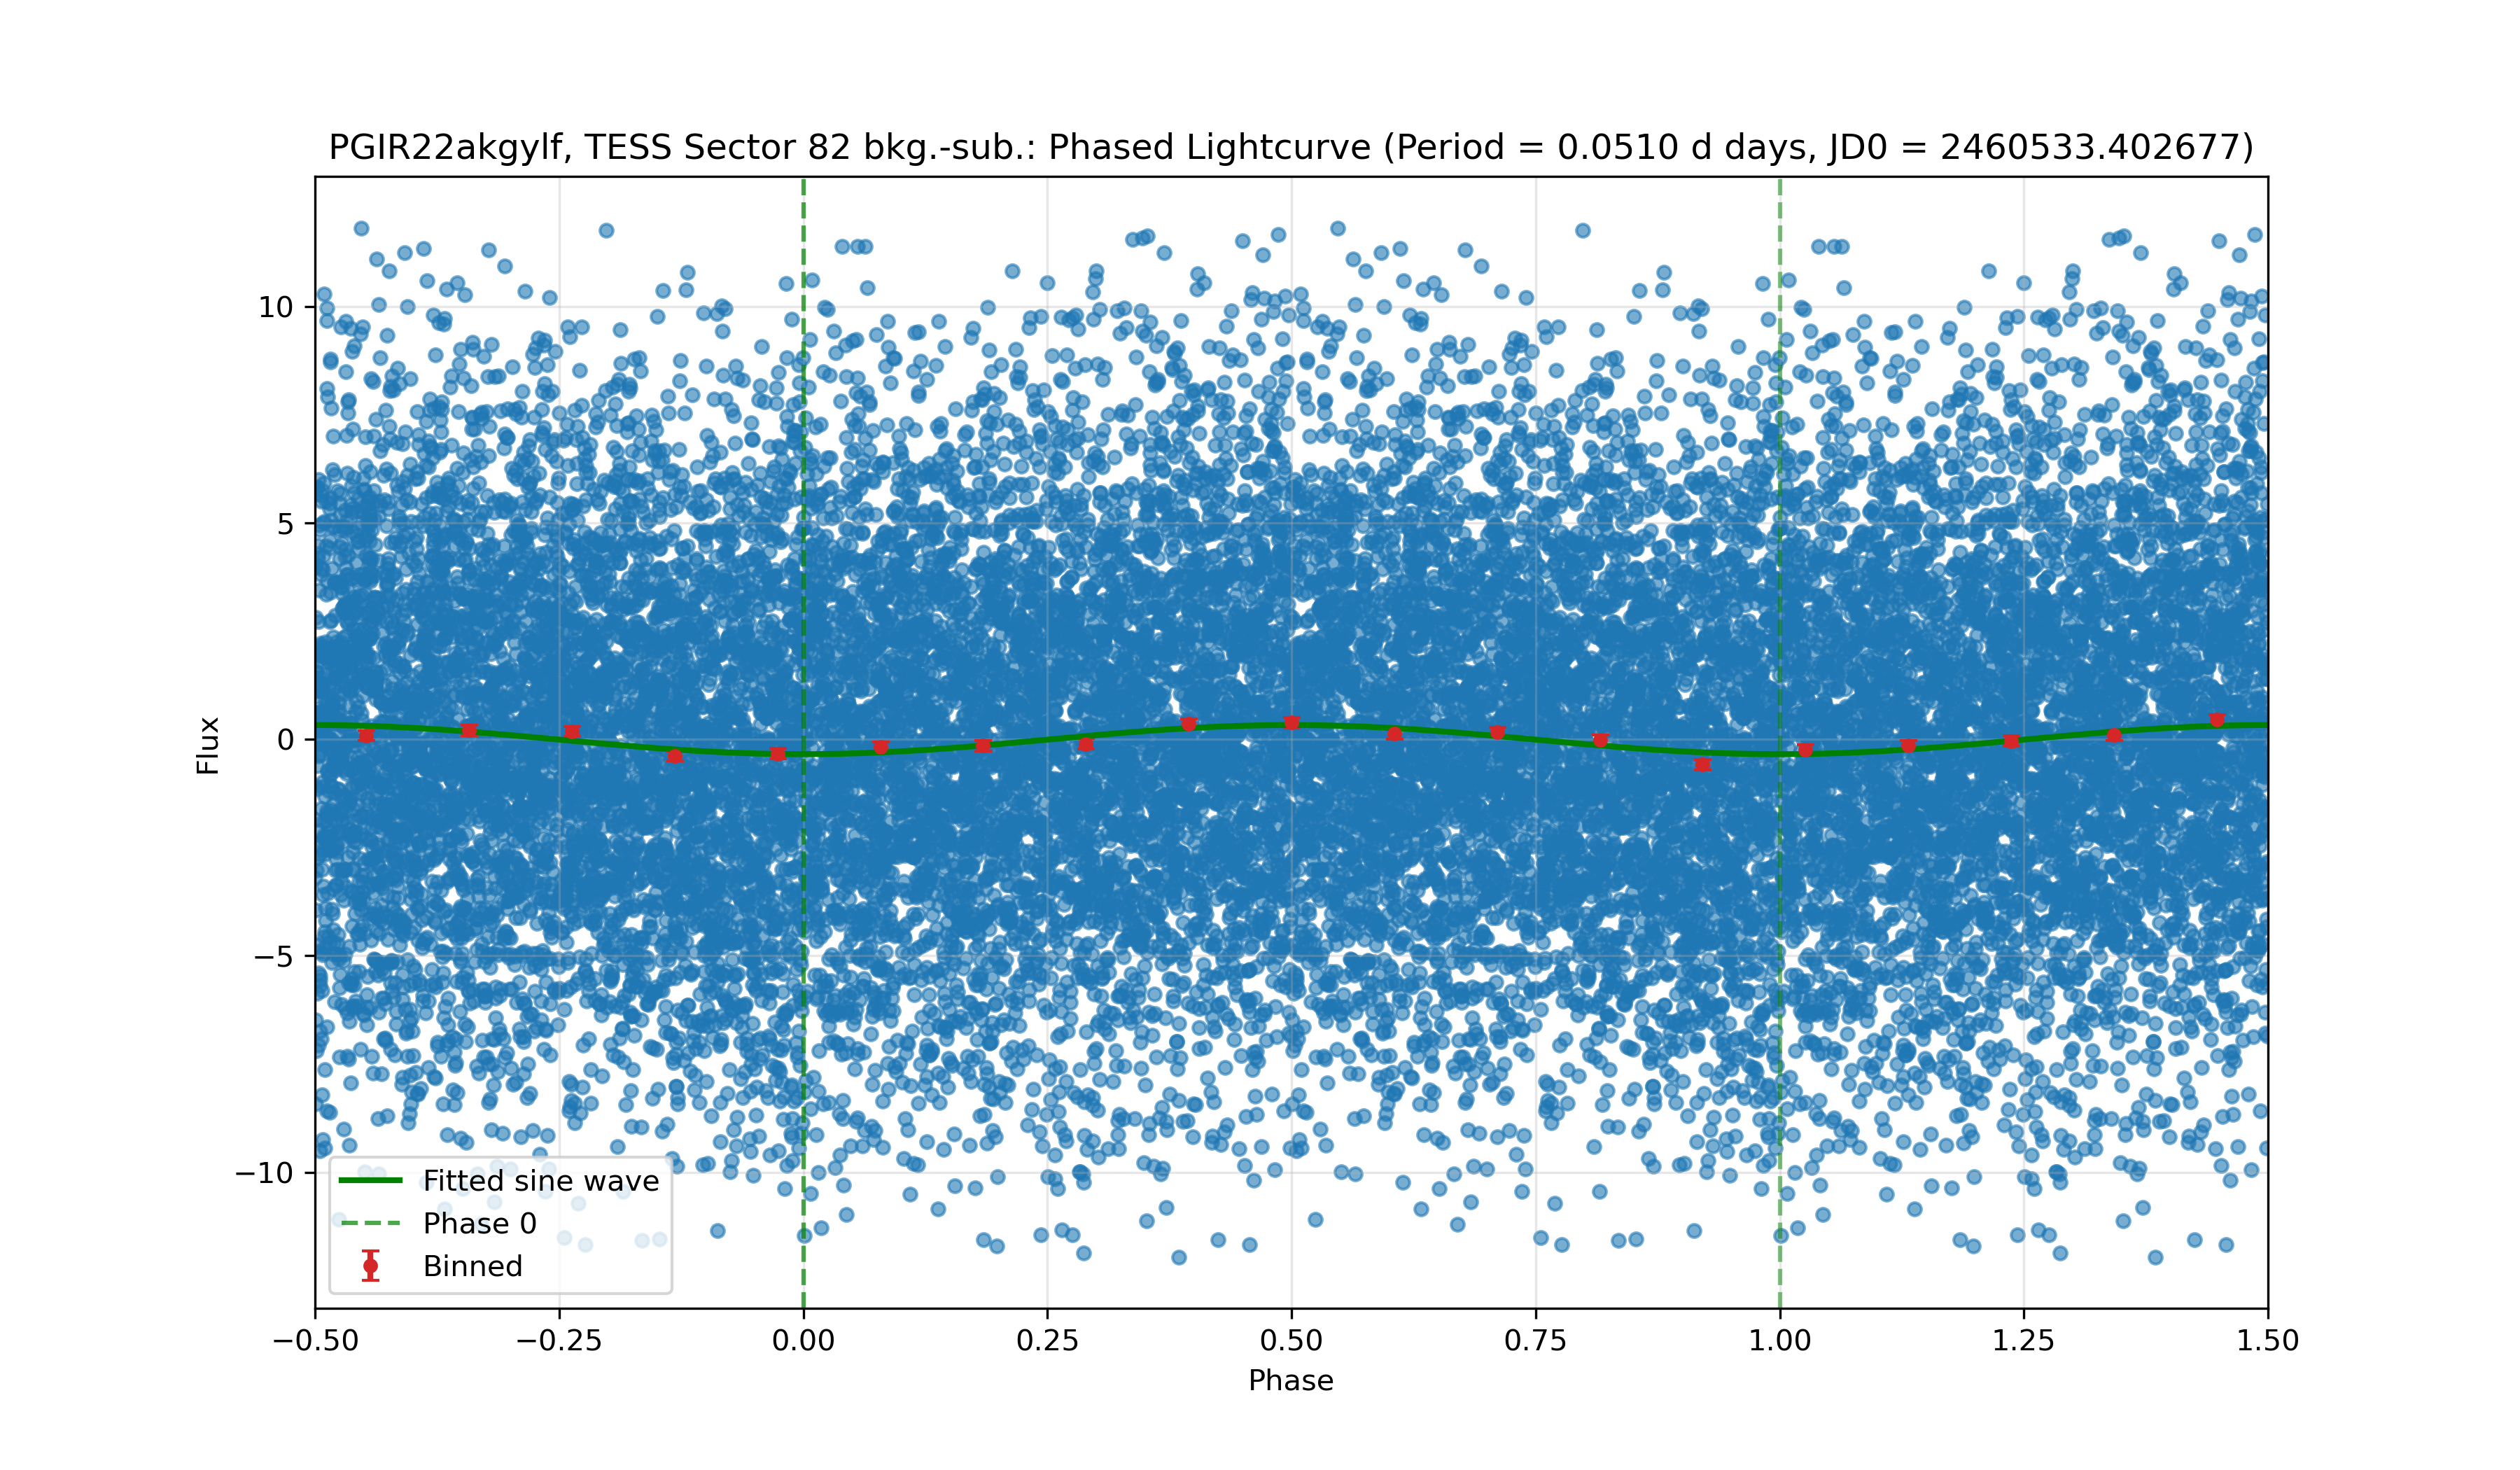 PGIR22akgylf, TESS Sector 82 bkg.-sub.: Phased Lightcurve (Period = 0.0510 d days, JD0 = 2460533.402677)
10
5
0
−5
−10
Flux
Fitted sine wave
Phase 0
Binned
−0.50 −0.25 0.00 0.25 0.50 0.75 1.00 1.25 1.50
Phase